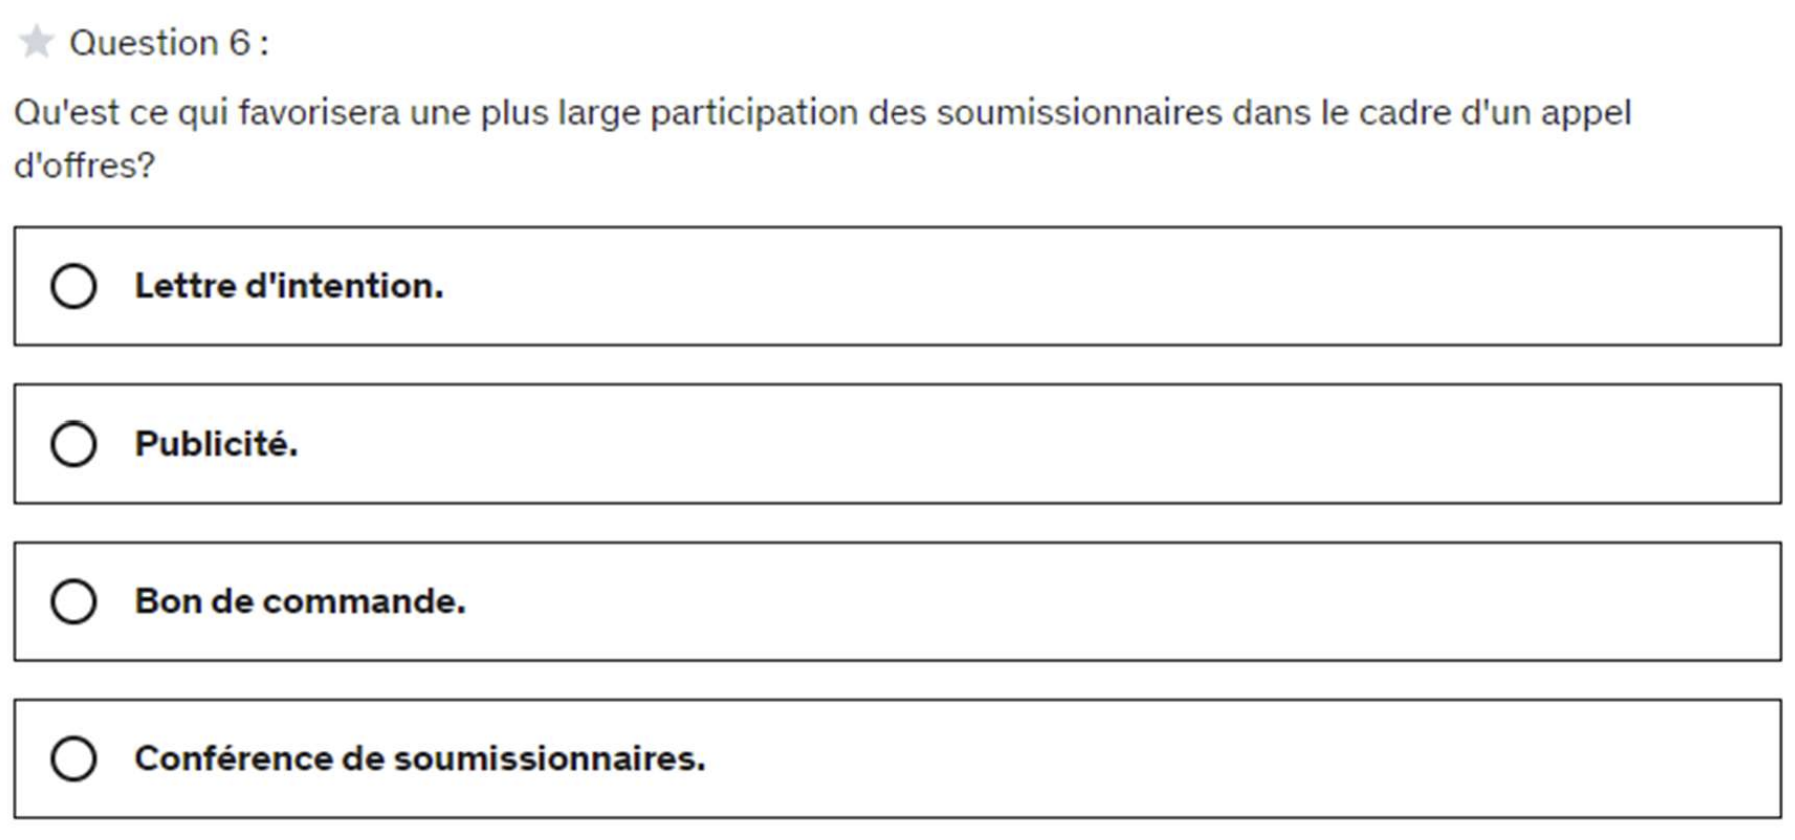 Question 6 :
Qu'est ce qui favorisera une plus large participation des soumissionnaires dans le cadre d'un appel
d'offres?
Lettre d'intention.
Publicité.
Bon de commande.
Conférence de soumissionnaires.